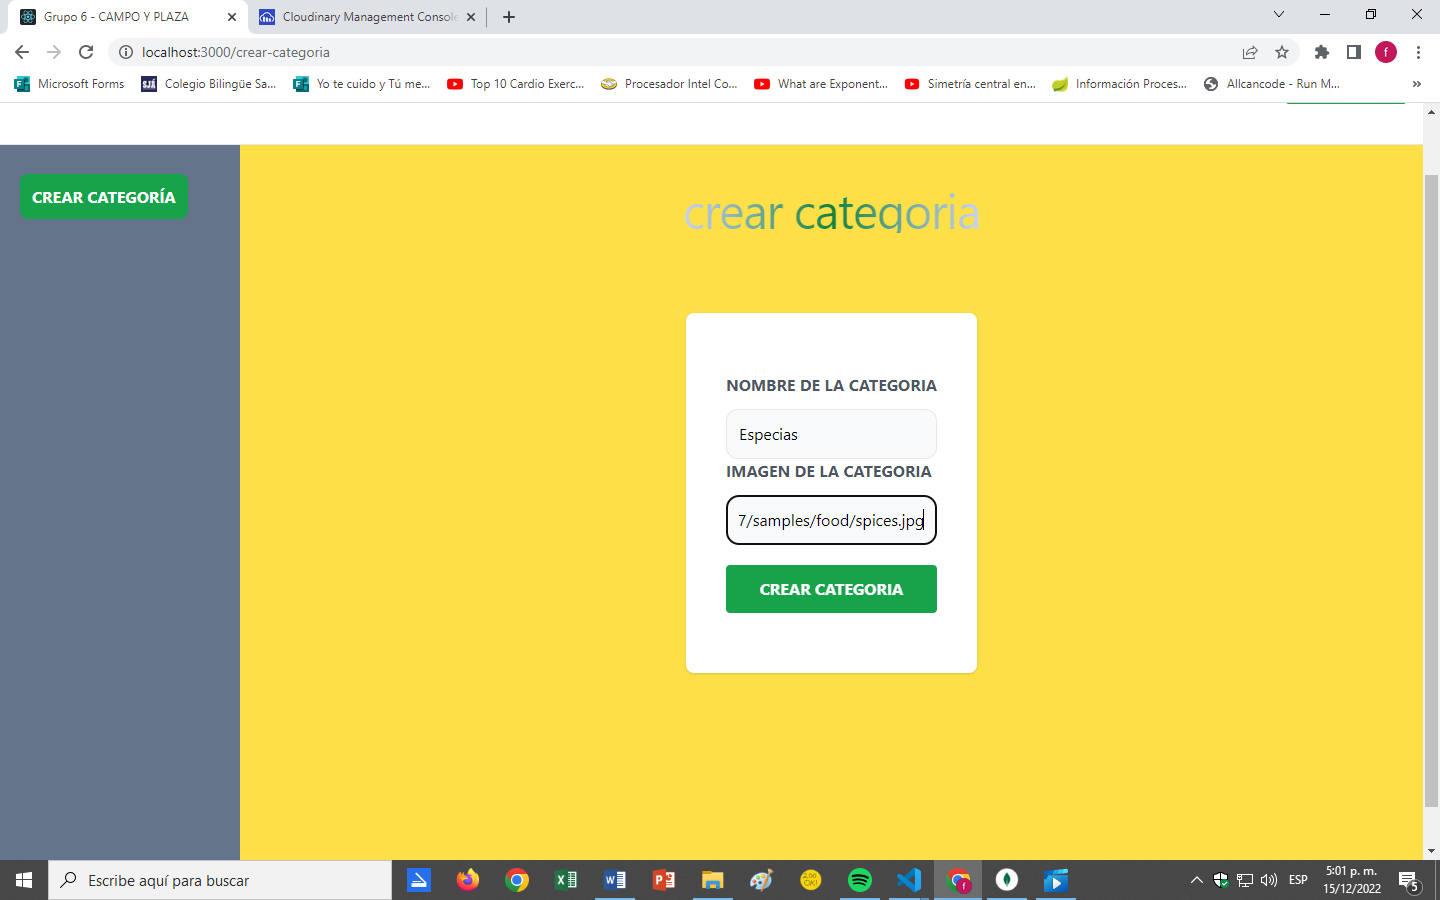 Grupo 6 - CAMPO Y PLAZA
Cloudinary Management Console
localhost:3000/crear-categoria
f
Microsoft Forms
SJA Colegio Bilingüe Sa...
Yo te cuido y Tú me...
Top 10 Cardio Exerc...
Procesador Intel Co...
What are Exponent...
Simetría central en...
Información Proces...
Allcancode - Run M...
»
CREAR CATEGORÍA
crear categoria
NOMBRE DE LA CATEGORIA
Especias
IMAGEN DE LA CATEGORIA
7/samples/food/spices.jpg
CREAR CATEGORIA
Escribe aquí para buscar
ESP
5:01 p. m.
15/12/2022
5